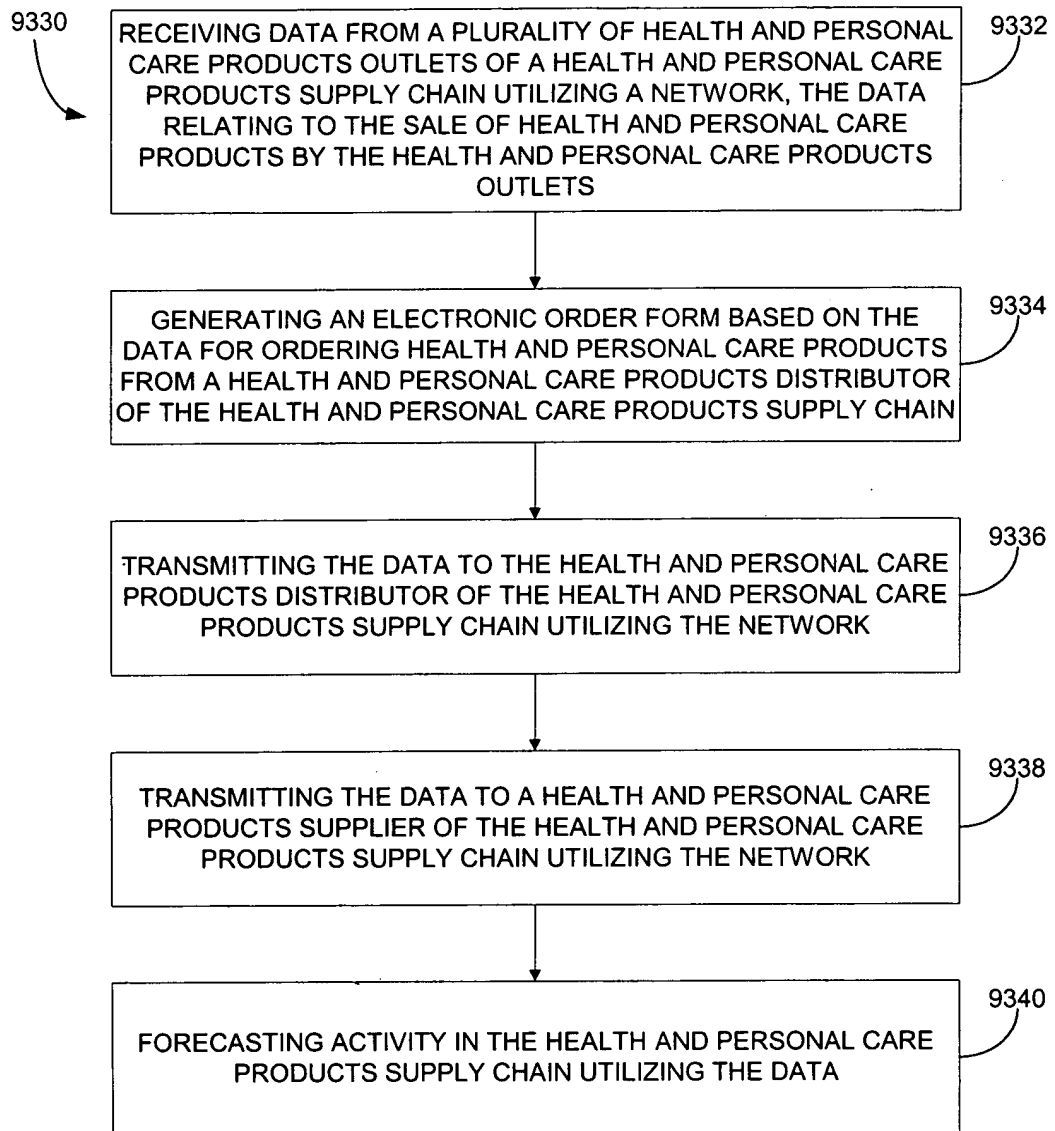 9330
9332
RECEIVING DATA FROM A PLURALITY OF HEALTH AND PERSONAL
CARE PRODUCTS OUTLETS OF A HEALTH AND PERSONAL CARE
PRODUCTS SUPPLY CHAIN UTILIZING A NETWORK, THE DATA
RELATING TO THE SALE OF HEALTH AND PERSONAL CARE
PRODUCTS BY THE HEALTH AND PERSONAL CARE PRODUCTS
OUTLETS
9334
GENERATING AN ELECTRONIC ORDER FORM BASED ON THE
DATA FOR ORDERING HEALTH AND PERSONAL CARE PRODUCTS
FROM A HEALTH AND PERSONAL CARE PRODUCTS DISTRIBUTOR
OF THE HEALTH AND PERSONAL CARE PRODUCTS SUPPLY CHAIN
9336
TRANSMITTING THE DATA TO THE HEALTH AND PERSONAL CARE
PRODUCTS DISTRIBUTOR OF THE HEALTH AND PERSONAL CARE
PRODUCTS SUPPLY CHAIN UTILIZING THE NETWORK
9338
TRANSMITTING THE DATA TO A HEALTH AND PERSONAL CARE
PRODUCTS SUPPLIER OF THE HEALTH AND PERSONAL CARE
PRODUCTS SUPPLY CHAIN UTILIZING THE NETWORK
9340
FORECASTING ACTIVITY IN THE HEALTH AND PERSONAL CARE
PRODUCTS SUPPLY CHAIN UTILIZING THE DATA